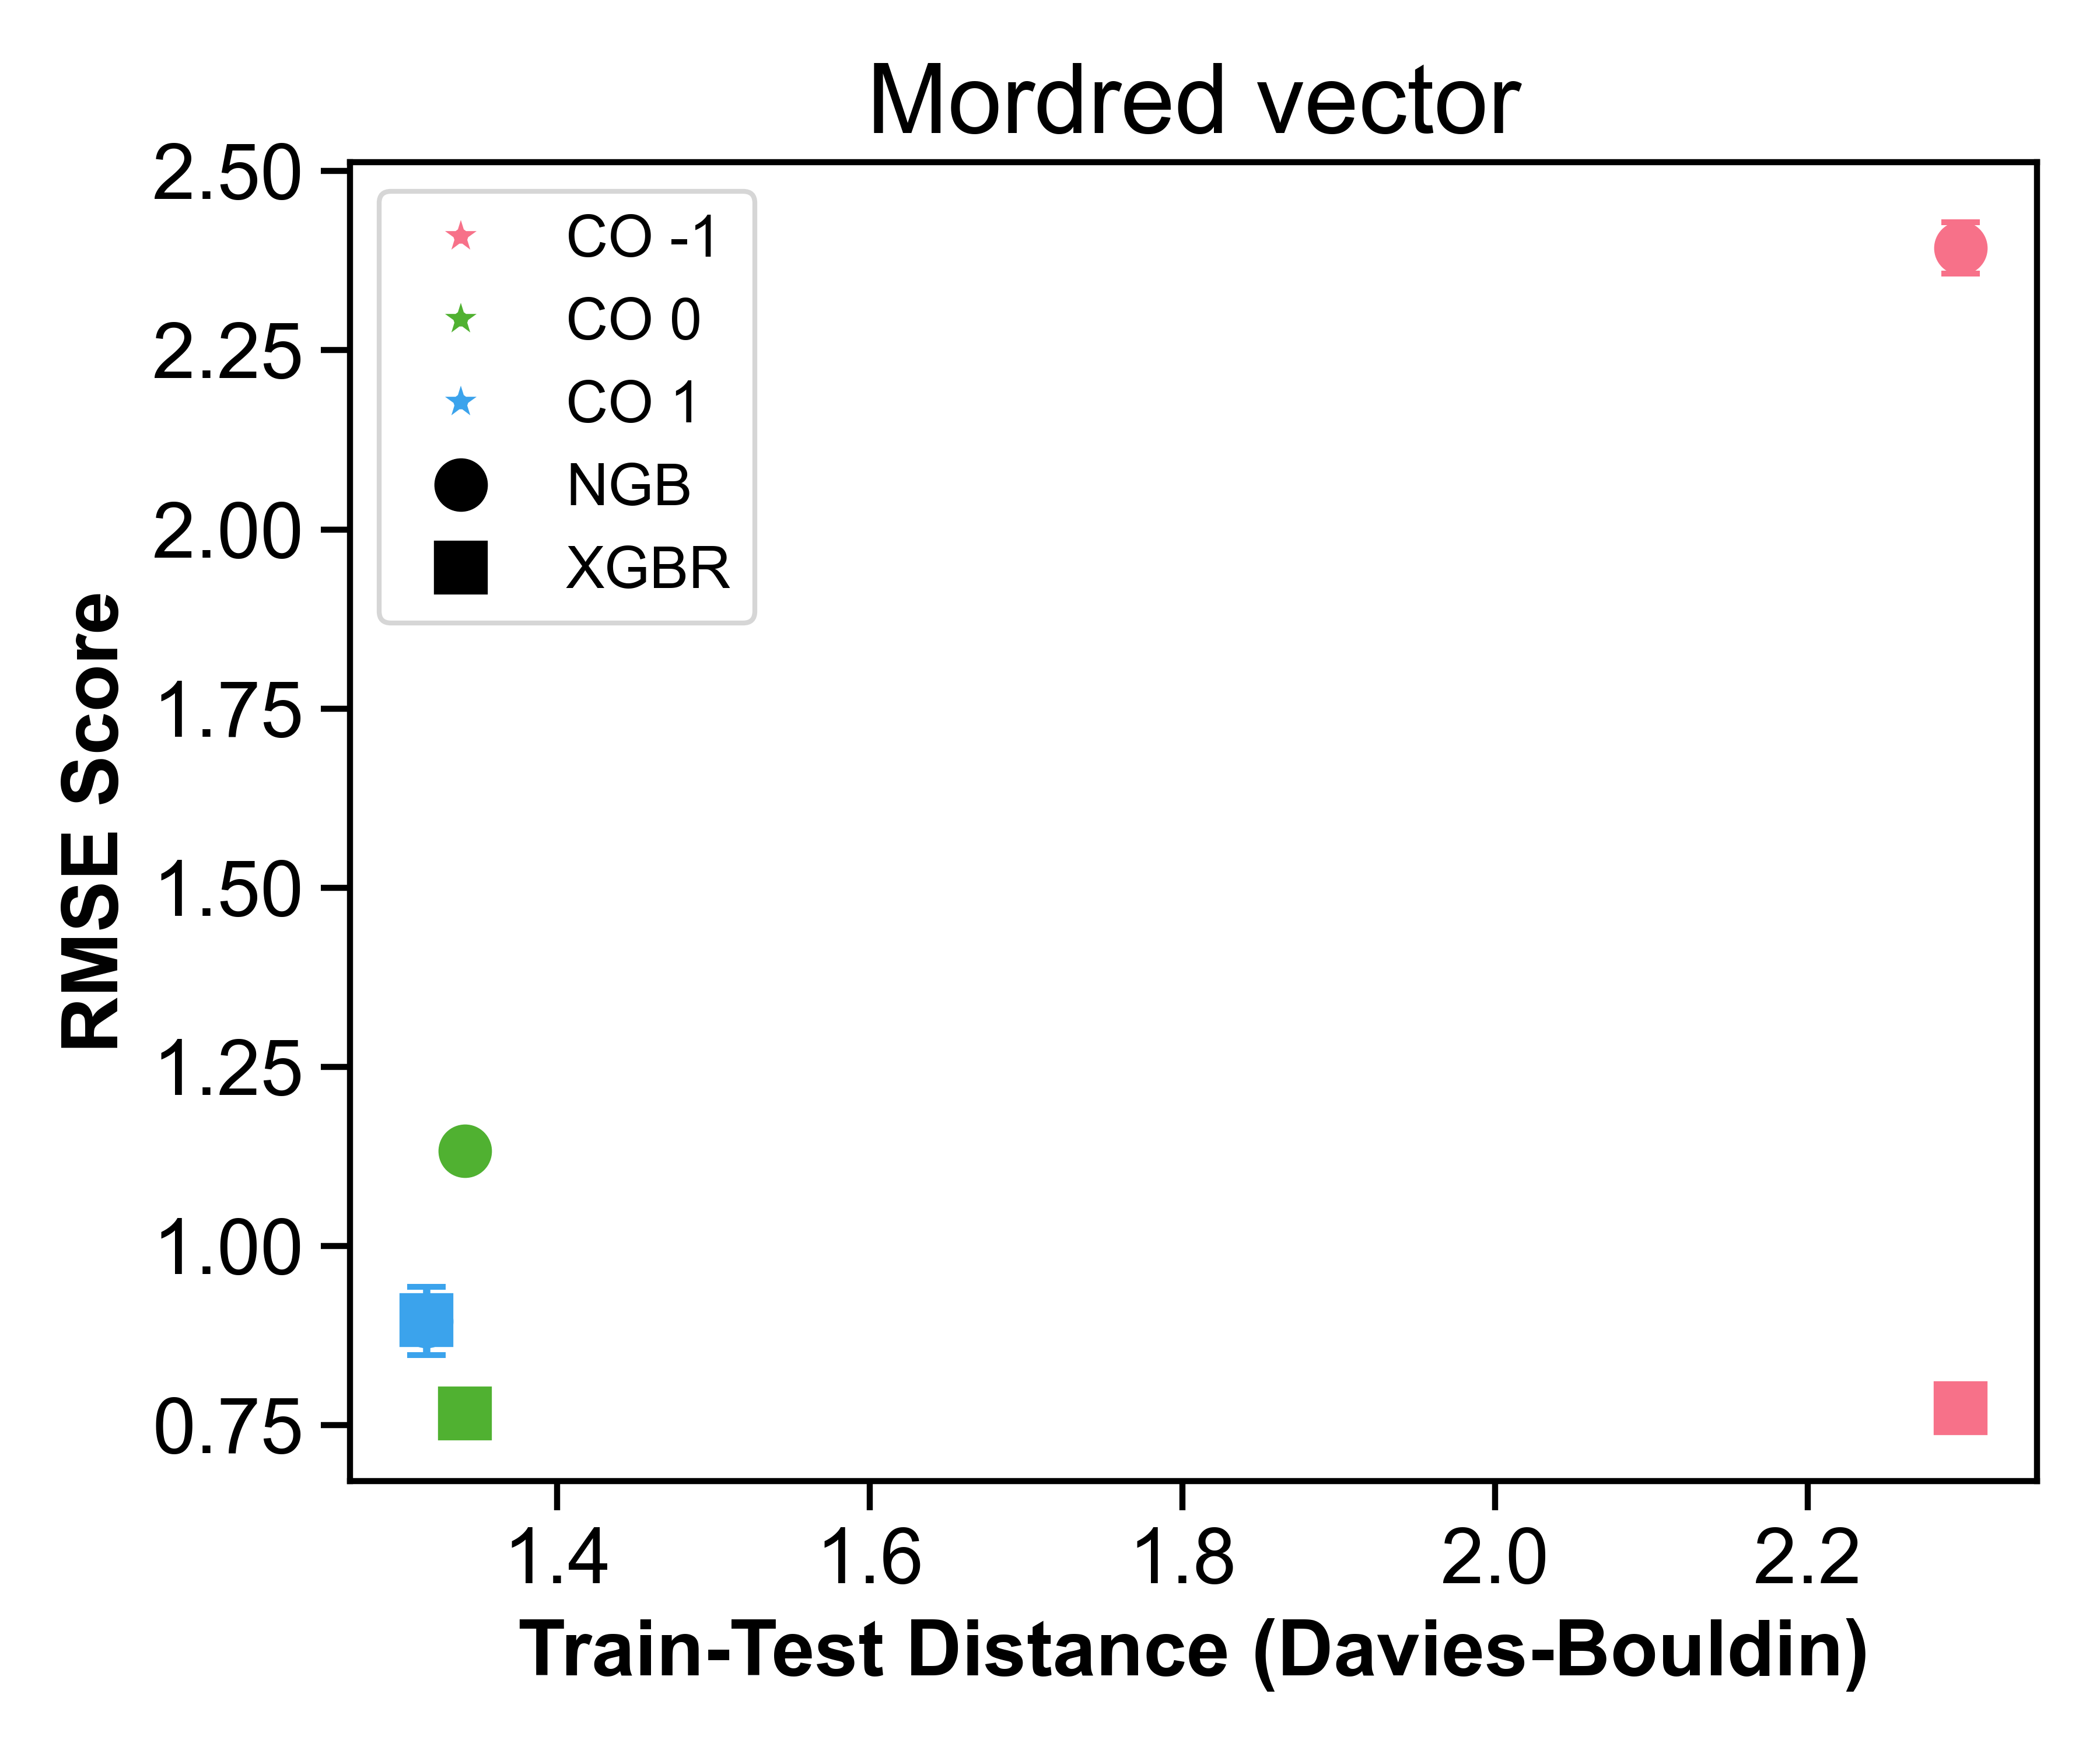 Mordred vector
2.50
2.25
2.00
1.75
1.50
1.25
1.00
0.75
RMSE Score
CO -1
CO 0
CO 1
NGB
XGBR
1.4
1.6
1.8
2.0
2.2
Train-Test Distance (Davies-Bouldin)